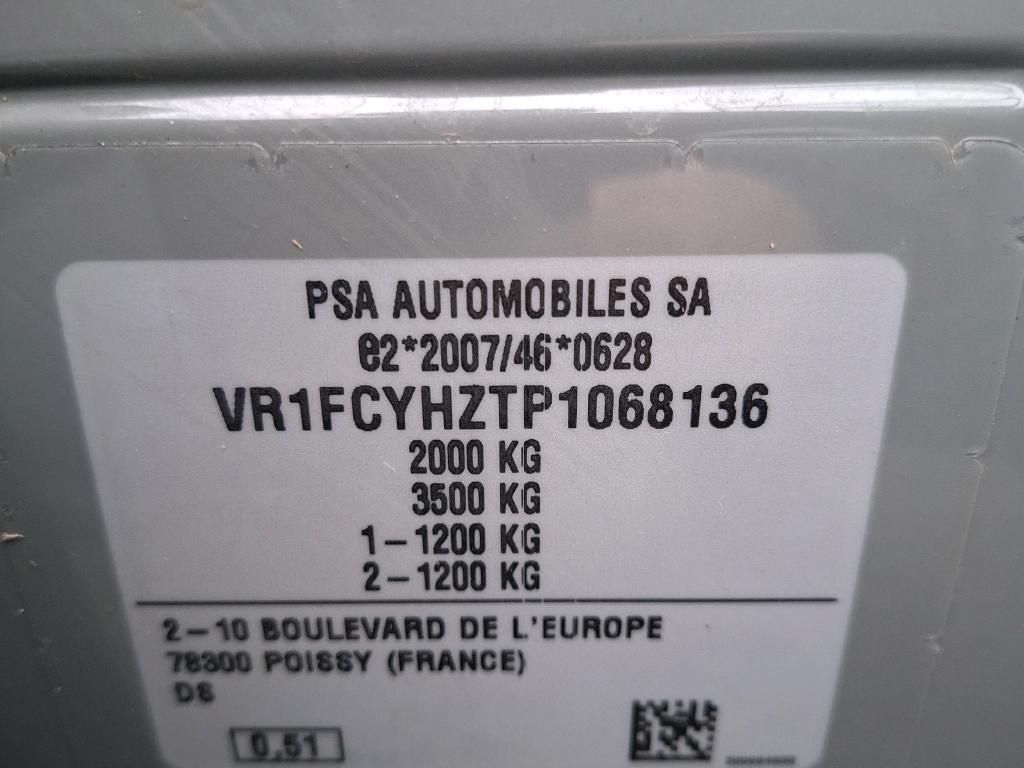 PSA AUTOMOBILES SA
e2*2007/46*0628
VR1FCYHZTP1068136
2000 KG
3500 KG
1-1200 KG
2-1200 KG
2-10 BOULEVARD DE L'EUROPE
78300 POISSY (FRANCE)
DS
0,51